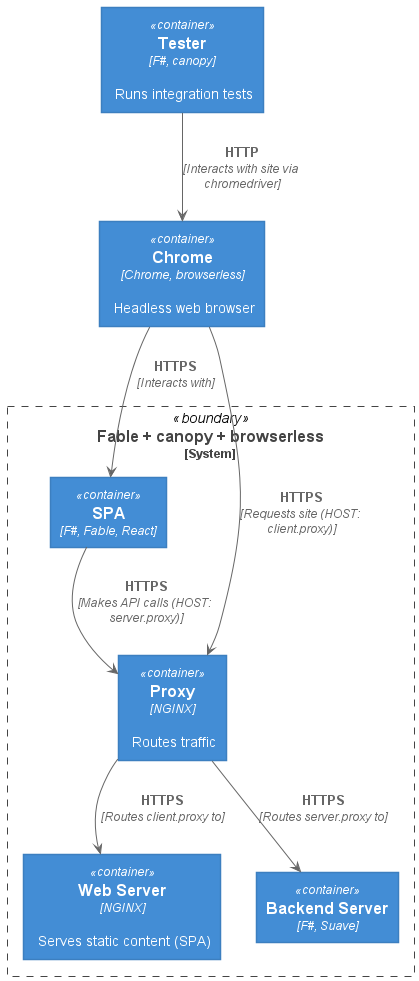 «container»
Tester
[F#, canopy]
Runs integration tests
HTTP
[Interacts with site via
chromedriver]
«container»
Chrome
[Chrome, browserless]
Headless web browser
HTTPS
[Interacts with]
«boundary»
Fable + canopy + browserless
[System]
«container»
SPA
[F#, Fable, React]
HTTPS
[Requests site (HOST:
client.proxy)]
HTTPS
[Makes API calls (HOST:
server.proxy)]
«container»
Proxy
[NGINX]
Routes traffic
HTTPS
[Routes client.proxy to]
HTTPS
[Routes server.proxy to]
«container»
Web Server
[NGINX]
Serves static content (SPA)
«container»
Backend Server
[F#, Suave]